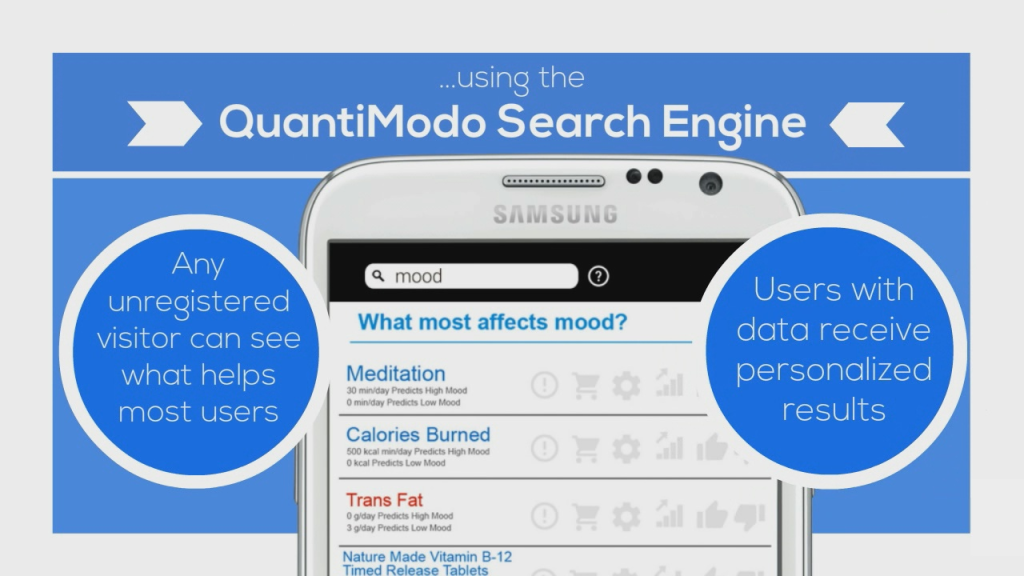 ...using the
QuantiModo Search Engine
SAMSUNG
mood
?
What most affects mood?
Any
unregistered
visitor can see
what helps
most users
Users with
data receive
personalized
results
Meditation
30 min/day Predicts High Mood
0 min/day Predicts Low Mood
Calories Burned
500 kcal min/day Predicts High Mood
0 kcal Predicts Low Mood
Trans Fat
0 g/day Predicts High Mood
3 g/day Predicts Low Mood
Nature Made Vitamin B-12
Timed Release Tablets